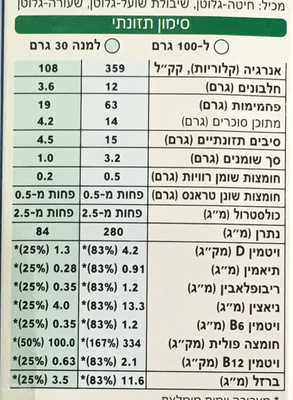 מכיל: חיטה-גלוטן, שיבולת שועל-גלוטן, שעורה-גלוטן
סימון תזונתי
ל-100 גרם למנה 30 גרם
אנרגיה (קלוריות), קק״ל 359 108
חלבונים (גרם) 12 3.6
פחמימות (גרם) 63 19
מתוכן סוכרים (גרם) 14 4.2
סיבים תזונתיים (גרם) 15 4.5
סך שומנים (גרם) 3.2 1.0
חומצות שומן רוויות (גרם) 0.5 0.2
חומצות שומן טראנס (גרם) פחות מ-0.5 פחות מ-0.5
כולסטרול (מ״ג) פחות מ-2.5 פחות מ-2.5
נתרן (מ״ג) 280 84
ויטמין D (מק״ג) 4.2 (83%)* 1.3 (25%)*
תיאמין (מ״ג) 0.91 (83%)* 0.28 (25%)*
ריבופלאבין (מ״ג) 1.2 (83%)* 0.35 (25%)*
ניאצין (מ״ג) 13.3 (83%)* 4.0 (25%)*
ויטמין B6 (מ״ג) 1.2 (83%)* 0.35 (25%)*
חומצה פולית (מק״ג) 334 (167%)* 100.0 (50%)*
ויטמין B12 (מק״ג) 2.1 (83%)* 0.63 (25%)*
ברזל (מ״ג) 11.6 (83%)* 3.5 (25%)*